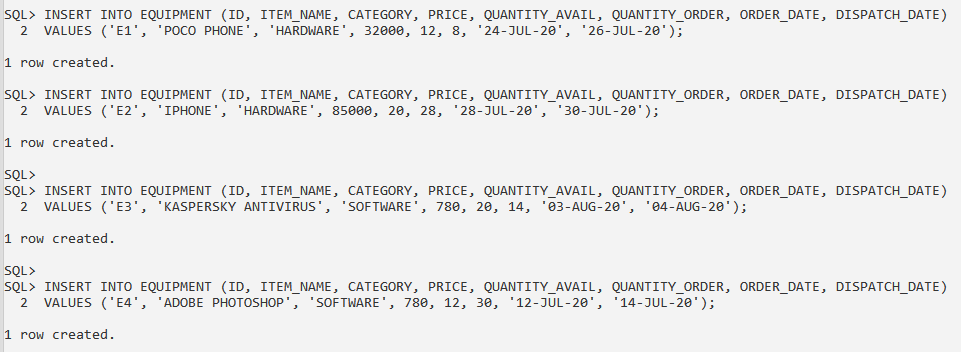 SQL> INSERT INTO EQUIPMENT (ID, ITEM_NAME, CATEGORY, PRICE, QUANTITY_AVAIL, QUANTITY_ORDER, ORDER_DATE, DISPATCH_DATE)
2 VALUES ('E1', 'POCO PHONE', 'HARDWARE', 32000, 12, 8, '24-JUL-20', '26-JUL-20');
1 row created.
SQL> INSERT INTO EQUIPMENT (ID, ITEM_NAME, CATEGORY, PRICE, QUANTITY_AVAIL, QUANTITY_ORDER, ORDER_DATE, DISPATCH_DATE)
2 VALUES ('E2', 'IPHONE', 'HARDWARE', 85000, 20, 28, '28-JUL-20', '30-JUL-20');
1 row created.
SQL>
SQL> INSERT INTO EQUIPMENT (ID, ITEM_NAME, CATEGORY, PRICE, QUANTITY_AVAIL, QUANTITY_ORDER, ORDER_DATE, DISPATCH_DATE)
2 VALUES ('E3', 'KASPERSKY ANTIVIRUS', 'SOFTWARE', 780, 20, 14, '03-AUG-20', '04-AUG-20');
1 row created.
SQL>
SQL> INSERT INTO EQUIPMENT (ID, ITEM_NAME, CATEGORY, PRICE, QUANTITY_AVAIL, QUANTITY_ORDER, ORDER_DATE, DISPATCH_DATE)
2 VALUES ('E4', 'ADOBE PHOTOSHOP', 'SOFTWARE', 780, 12, 30, '12-JUL-20', '14-JUL-20');
1 row created.